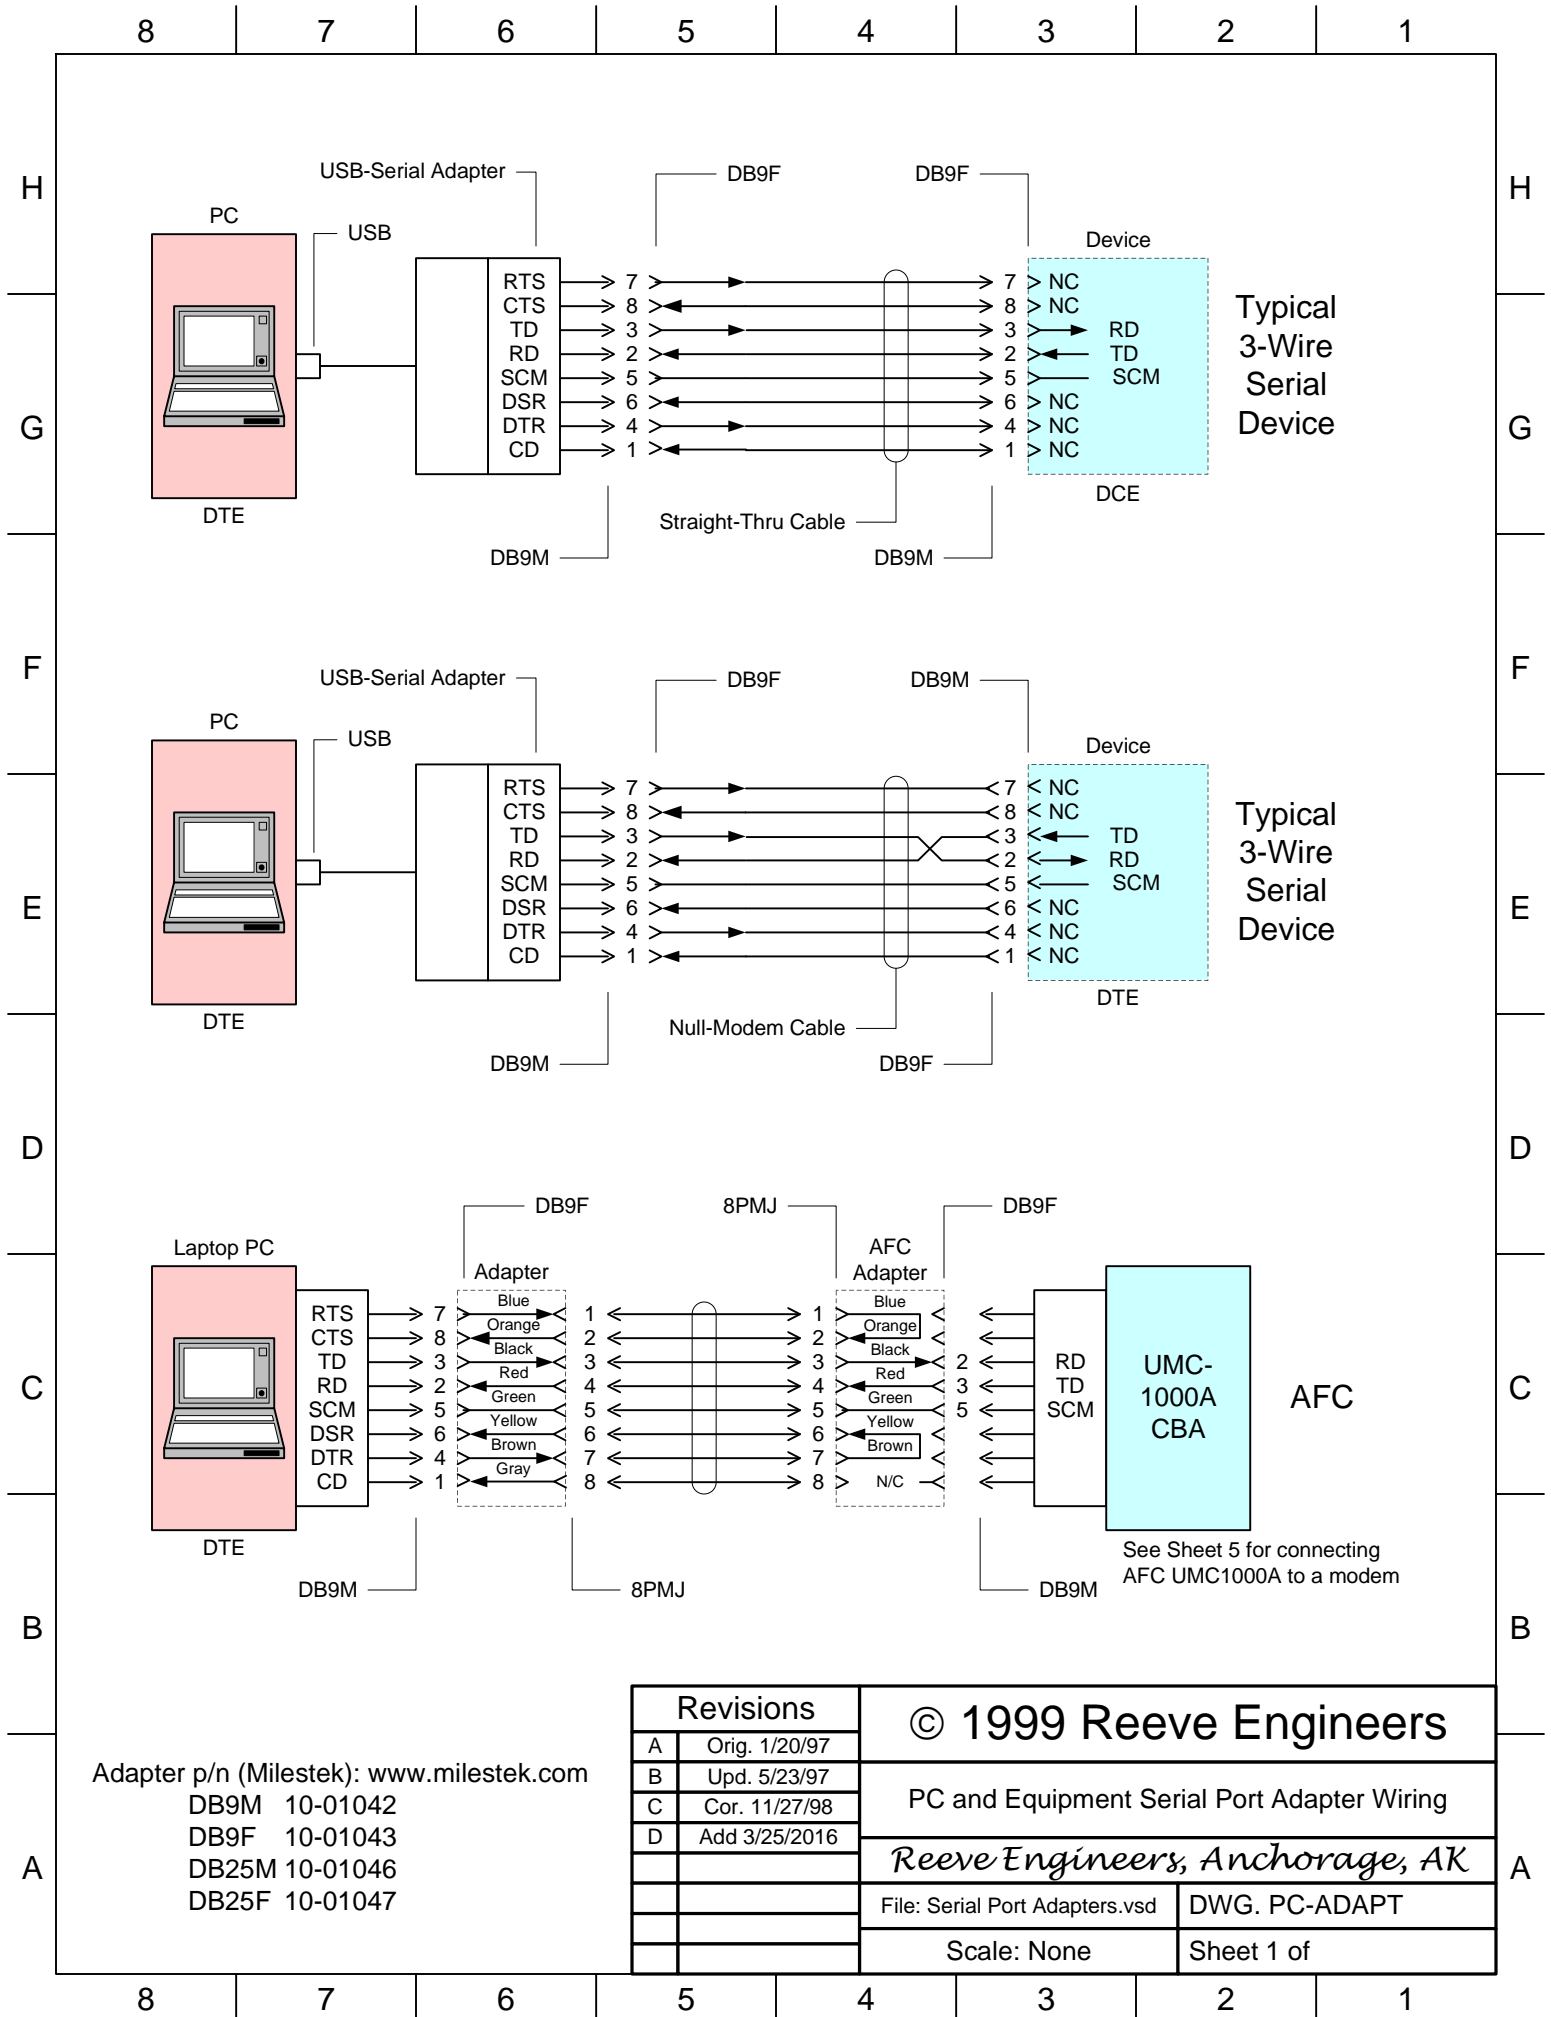 8 7 6 5 4 3 2 1
H H
USB-Serial Adapter DB9F DB9F
PC USB Device
RTS 7 7 NC
CTS 8 8 NC
TD 3 3 RD
RD 2 2 TD
SCM 5 5 SCM
DSR 6 6 NC
DTR 4 4 NC
CD 1 1 NC
Typical
3-Wire
Serial
Device
G G
DTE DCE
Straight-Thru Cable
DB9M DB9M
F F
USB-Serial Adapter DB9F DB9M
PC USB Device
RTS 7 7 NC
CTS 8 8 NC
TD 3 3 TD
RD 2 2 RD
SCM 5 5 SCM
DSR 6 6 NC
DTR 4 4 NC
CD 1 1 NC
Typical
3-Wire
Serial
Device
E E
DTE DTE
Null-Modem Cable
DB9M DB9F
D D
DB9F 8PMJ DB9F
Laptop PC Adapter AFC
Adapter
RTS 7 Blue 1 1 Blue
CTS 8 Orange 2 2 Orange
TD 3 Black 3 3 Black 2 RD
RD 2 Red 4 4 Red 3 TD
SCM 5 Green 5 5 Green 5 SCM
DSR 6 Yellow 6 6 Yellow
DTR 4 Brown 7 7 Brown
CD 1 Gray 8 8 N/C
UMC-
1000A
CBA
AFC
C C
DTE
See Sheet 5 for connecting
AFC UMC1000A to a modem
DB9M 8PMJ DB9M
B B
Adapter p/n (Milestek): www.milestek.com
DB9M 10-01042
DB9F 10-01043
DB25M 10-01046
DB25F 10-01047
A A
Revisions
A Orig. 1/20/97
B Upd. 5/23/97
C Cor. 11/27/98
D Add 3/25/2016
© 1999 Reeve Engineers
PC and Equipment Serial Port Adapter Wiring
Reeve Engineers, Anchorage, AK
File: Serial Port Adapters.vsd DWG. PC-ADAPT
Scale: None Sheet 1 of
8 7 6 5 4 3 2 1